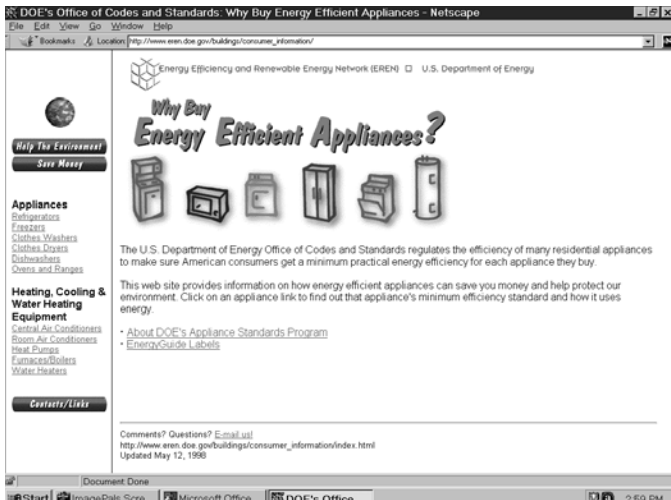 DOE's Office of Codes and Standards: Why Buy Energy Efficient Appliances - Netscape
File Edit View Go Window Help
Bookmarks Location: http://www.eren.doe.gov/buildings/consumer_information/
Energy Efficiency and Renewable Energy Network (EREN) □ U.S. Department of Energy
Why Buy
Energy Efficient Appliances?
Help The Environment
Save Money
Appliances
Refrigerators
Freezers
Clothes Washers
Clothes Dryers
Dishwashers
Ovens and Ranges
Heating, Cooling &
Water Heating
Equipment
Central Air Conditioners
Room Air Conditioners
Heat Pumps
Furnaces/Boilers
Water Heaters
Contacts/Links
The U.S. Department of Energy Office of Codes and Standards regulates the efficiency of many residential appliances
to make sure American consumers get a minimum practical energy efficiency for each appliance they buy.
This web site provides information on how energy efficient appliances can save you money and help protect our
environment. Click on an appliance link to find out that appliance's minimum efficiency standard and how it uses
energy.
· About DOE's Appliance Standards Program
· EnergyGuide Labels
Comments? Questions? E-mail us!
http://www.eren.doe.gov/buildings/consumer_information/index.html
Updated May 12, 1998
Document Done
Start ImagePals Scre... Microsoft Office DOE's Office... 2:59 PM